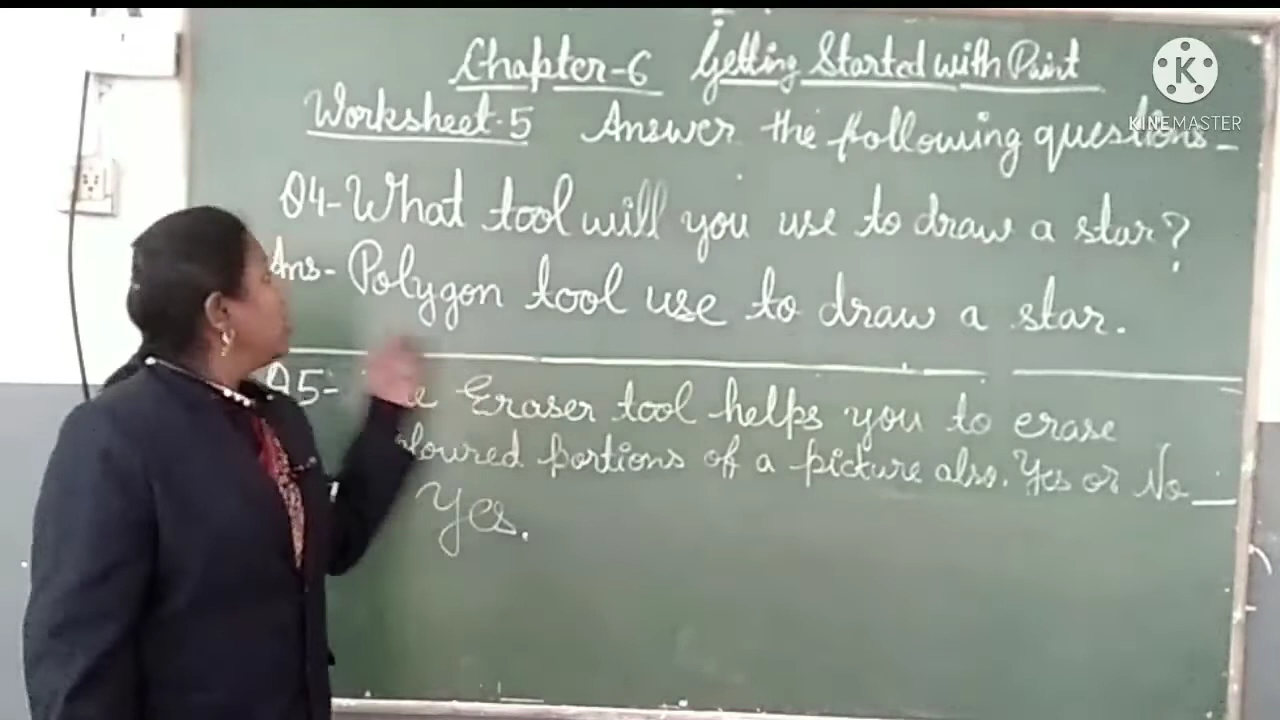 Chapter-6 Getting Started with Paint
Worksheet-5 Answer the following questions-
Q4- What tool will you use to draw a star?
Ans- Polygon tool use to draw a star.
Q5- Eraser tool helps you to erase
portions of a picture also. Yes or No __
Yes.
K
KINEMASTER